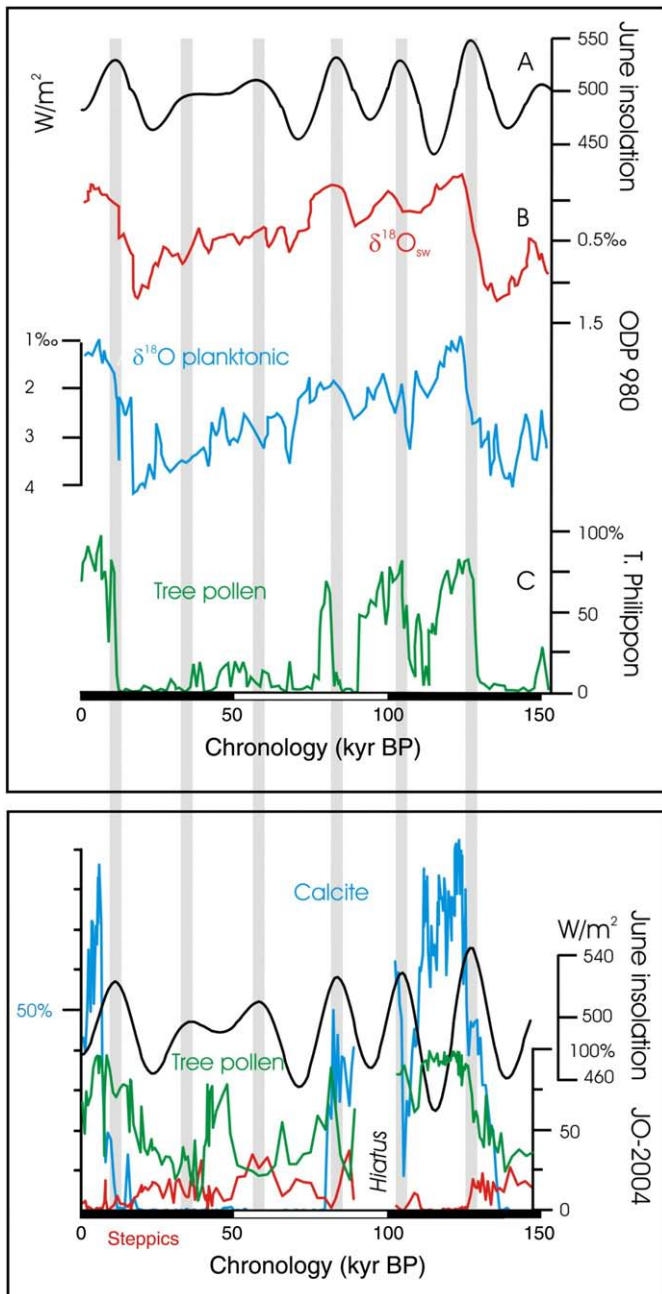 W/m²
A
550
500
450
June insolation
B
δ¹⁸O_sw
0.5‰
1.5
ODP 980
1‰
2
3
4
δ¹⁸O planktonic
Tree pollen
C
100%
50
0
T. Philippon
0
50
100
150
Chronology (kyr BP)
Calcite
50%
W/m²
540
500
460
June insolation
Tree pollen
100%
50
0
JO-2004
Hiatus
0
50
100
150
Steppics
Chronology (kyr BP)